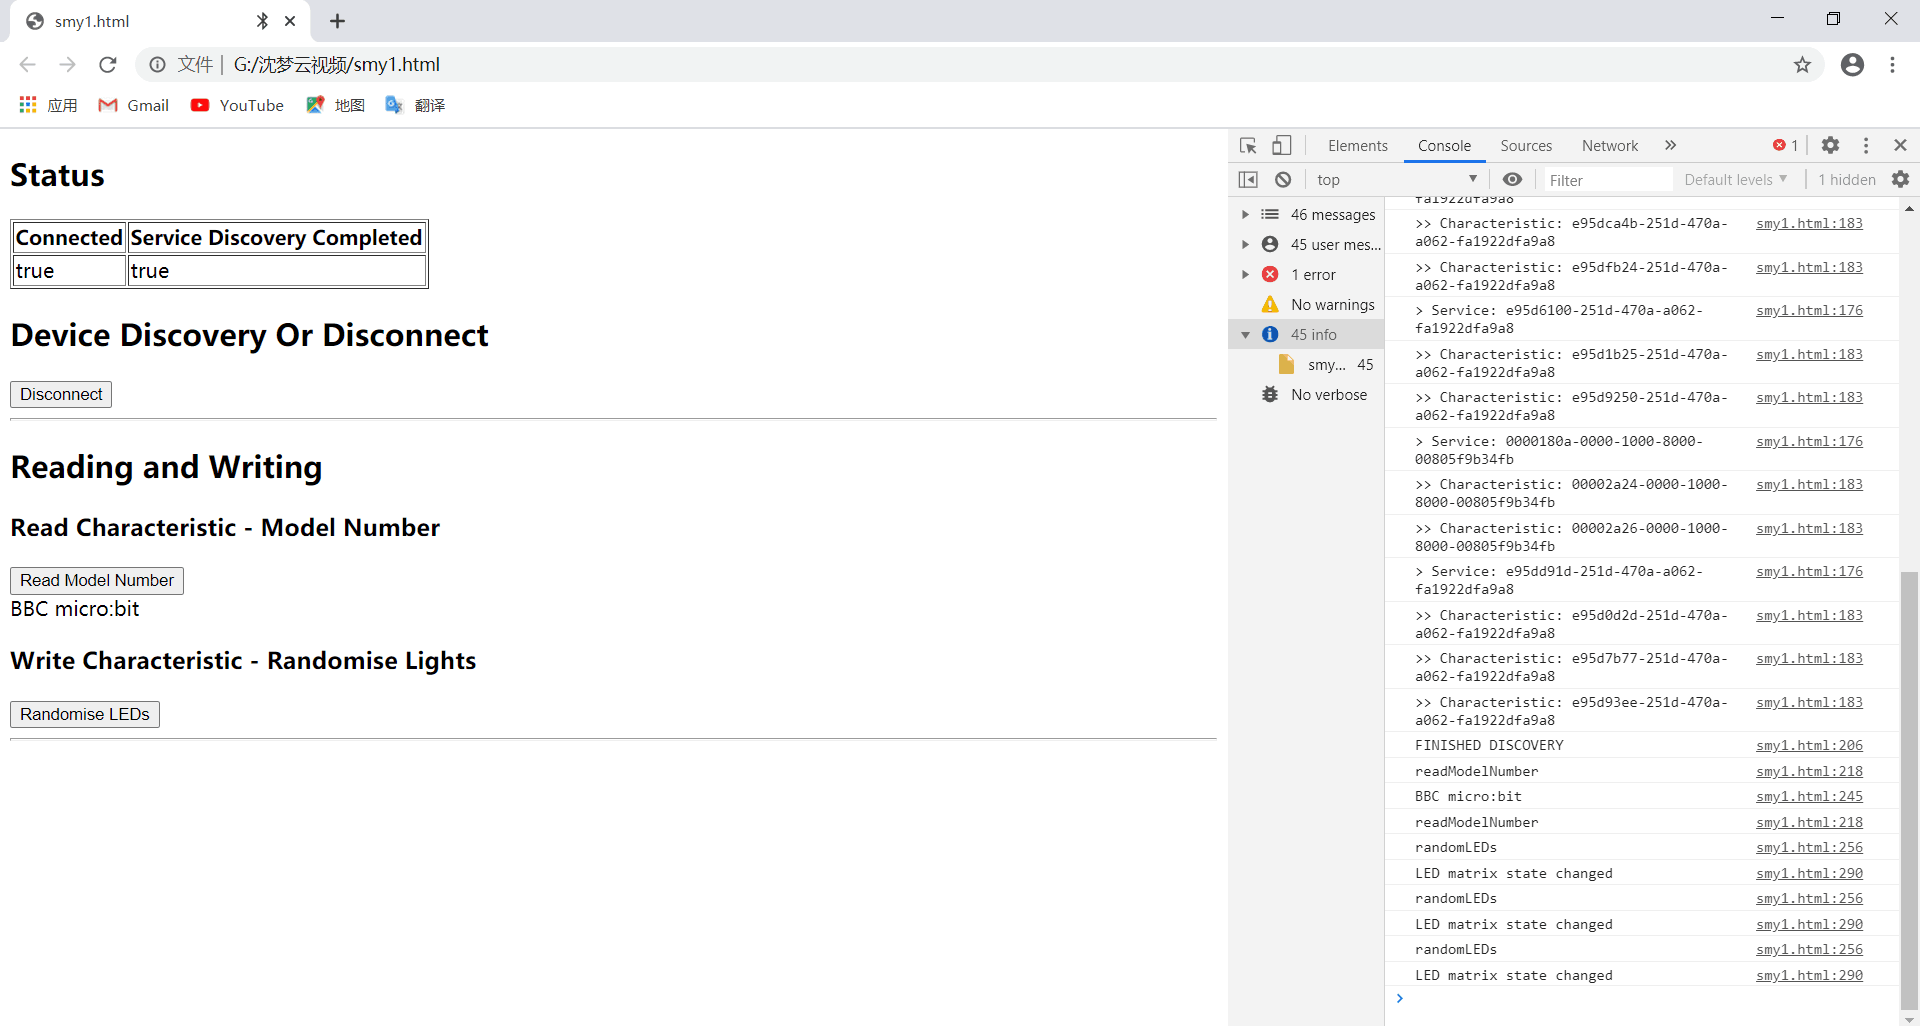 smy1.html
文件 | G:/沈梦云视频/smy1.html
应用 Gmail YouTube 地图 翻译
Status
Connected Service Discovery Completed
true true
Device Discovery Or Disconnect
Disconnect
Reading and Writing
Read Characteristic - Model Number
Read Model Number
BBC micro:bit
Write Characteristic - Randomise Lights
Randomise LEDs
Elements Console Sources Network » 1
top Filter Default levels 1 hidden
46 messages
45 user mes...
1 error
No warnings
45 info
smy... 45
No verbose
fa1922dfa9a8
>> Characteristic: e95dca4b-251d-470a- smy1.html:183
a062-fa1922dfa9a8
>> Characteristic: e95dfb24-251d-470a- smy1.html:183
a062-fa1922dfa9a8
> Service: e95d6100-251d-470a-a062- smy1.html:176
fa1922dfa9a8
>> Characteristic: e95d1b25-251d-470a- smy1.html:183
a062-fa1922dfa9a8
>> Characteristic: e95d9250-251d-470a- smy1.html:183
a062-fa1922dfa9a8
> Service: 0000180a-0000-1000-8000- smy1.html:176
00805f9b34fb
>> Characteristic: 00002a24-0000-1000- smy1.html:183
8000-00805f9b34fb
>> Characteristic: 00002a26-0000-1000- smy1.html:183
8000-00805f9b34fb
> Service: e95dd91d-251d-470a-a062- smy1.html:176
fa1922dfa9a8
>> Characteristic: e95d0d2d-251d-470a- smy1.html:183
a062-fa1922dfa9a8
>> Characteristic: e95d7b77-251d-470a- smy1.html:183
a062-fa1922dfa9a8
>> Characteristic: e95d93ee-251d-470a- smy1.html:183
a062-fa1922dfa9a8
FINISHED DISCOVERY smy1.html:206
readModelNumber smy1.html:218
BBC micro:bit smy1.html:245
readModelNumber smy1.html:218
randomLEDs smy1.html:256
LED matrix state changed smy1.html:290
randomLEDs smy1.html:256
LED matrix state changed smy1.html:290
randomLEDs smy1.html:256
LED matrix state changed smy1.html:290